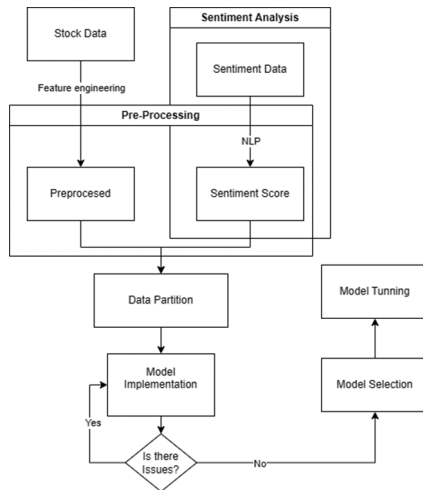 Sentiment Analysis
Stock Data
Sentiment Data
Feature engineering
Pre-Processing
NLP
Preprocesed
Sentiment Score
Data Partition
Model Tunning
Model
Implementation
Model Selection
Yes
Is there
Issues?
No